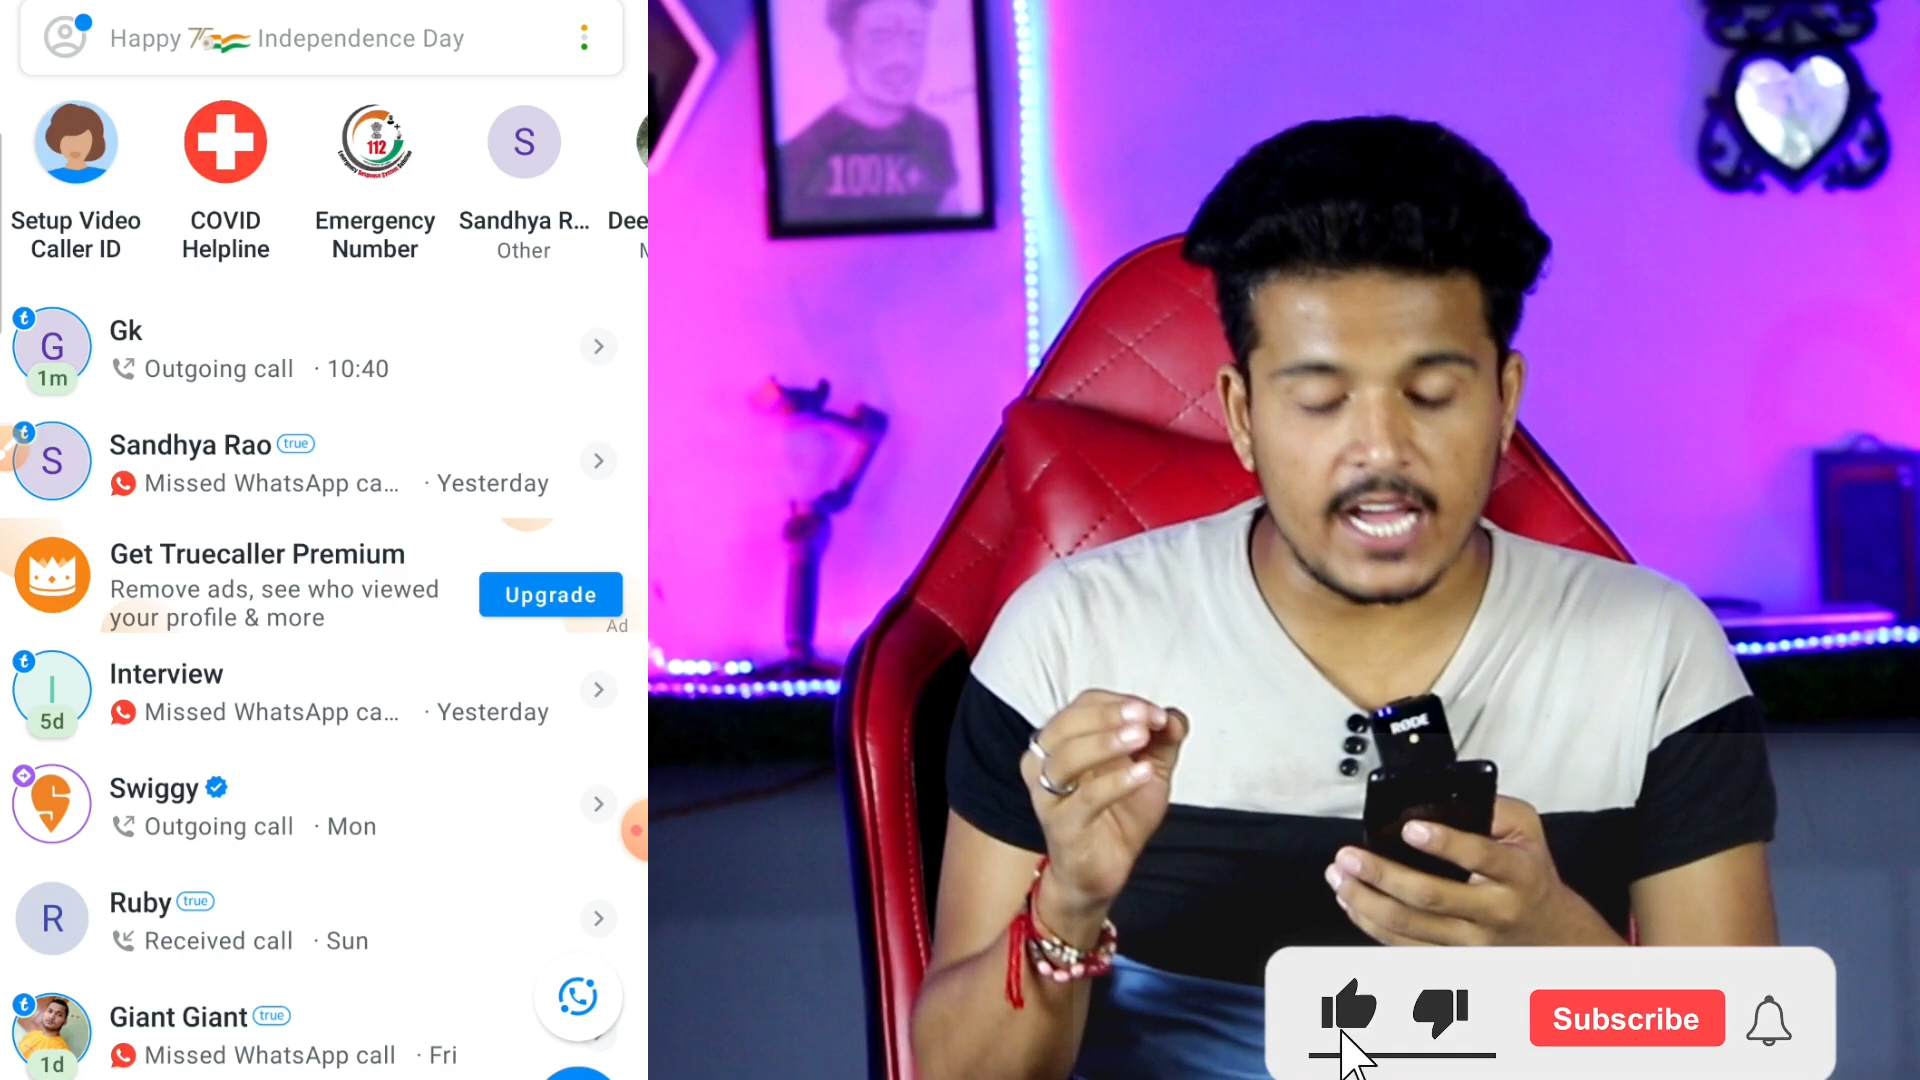 Happy 75 Independence Day
Setup Video Caller ID
COVID Helpline
112
Emergency Number
S
Sandhya R...
Other
Dee
G
1m
Gk
Outgoing call · 10:40
S
Sandhya Rao true
Missed WhatsApp ca... · Yesterday
Get Truecaller Premium
Remove ads, see who viewed
your profile & more
Upgrade
Ad
I
5d
Interview
Missed WhatsApp ca... · Yesterday
Swiggy
Outgoing call · Mon
R
Ruby true
Received call · Sun
1d
Giant Giant true
Missed WhatsApp call · Fri
100K+
RØDE
Subscribe